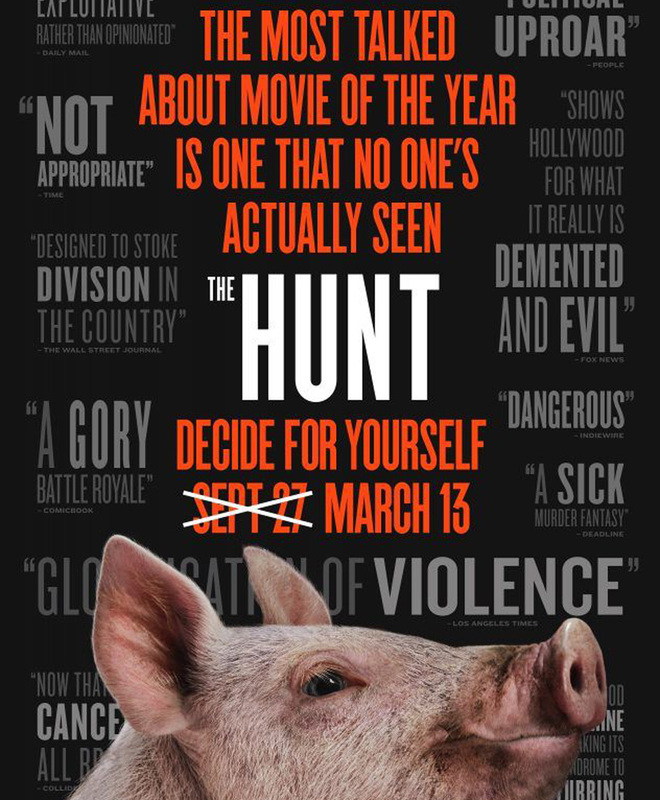 EXPLOITATIVE
RATHER THAN OPINIONATED"
- DAILY MAIL
"NOT
APPROPRIATE"
- TIME
"DESIGNED TO STOKE
DIVISION IN
THE COUNTRY"
- THE WALL STREET JOURNAL
"A GORY
BATTLE ROYALE"
- COMICBOOK
THE MOST TALKED
ABOUT MOVIE OF THE YEAR
IS ONE THAT NO ONE'S
ACTUALLY SEEN
THE HUNT
DECIDE FOR YOURSELF
SEPT 27 MARCH 13
POLITICAL
UPROAR"
- PEOPLE
"SHOWS
HOLLYWOOD
FOR WHAT
IT REALLY IS
DEMENTED
AND EVIL"
- FOX NEWS
"DANGEROUS"
- INDIEWIRE
"A SICK
MURDER FANTASY"
- DEADLINE
OF VIOLENCE"
- LOS ANGELES TIMES
"NOW
ALL